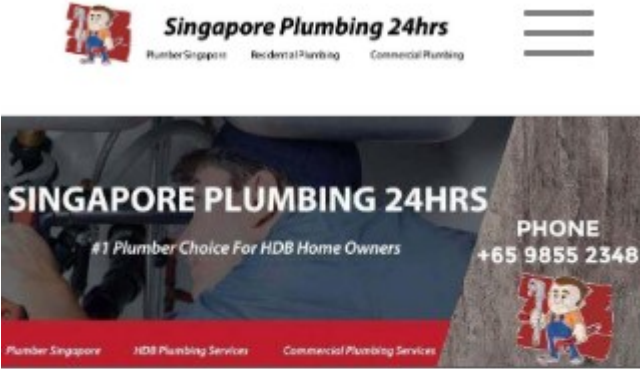 Singapore Plumbing 24hrs
Plumber Singapore Residental Plumbing Commercial Plumbing
SINGAPORE PLUMBING 24HRS
#1 Plumber Choice For HDB Home Owners
PHONE
+65 9855 2348
Plumber Singapore HDB Plumbing Services Commercial Plumbing Services